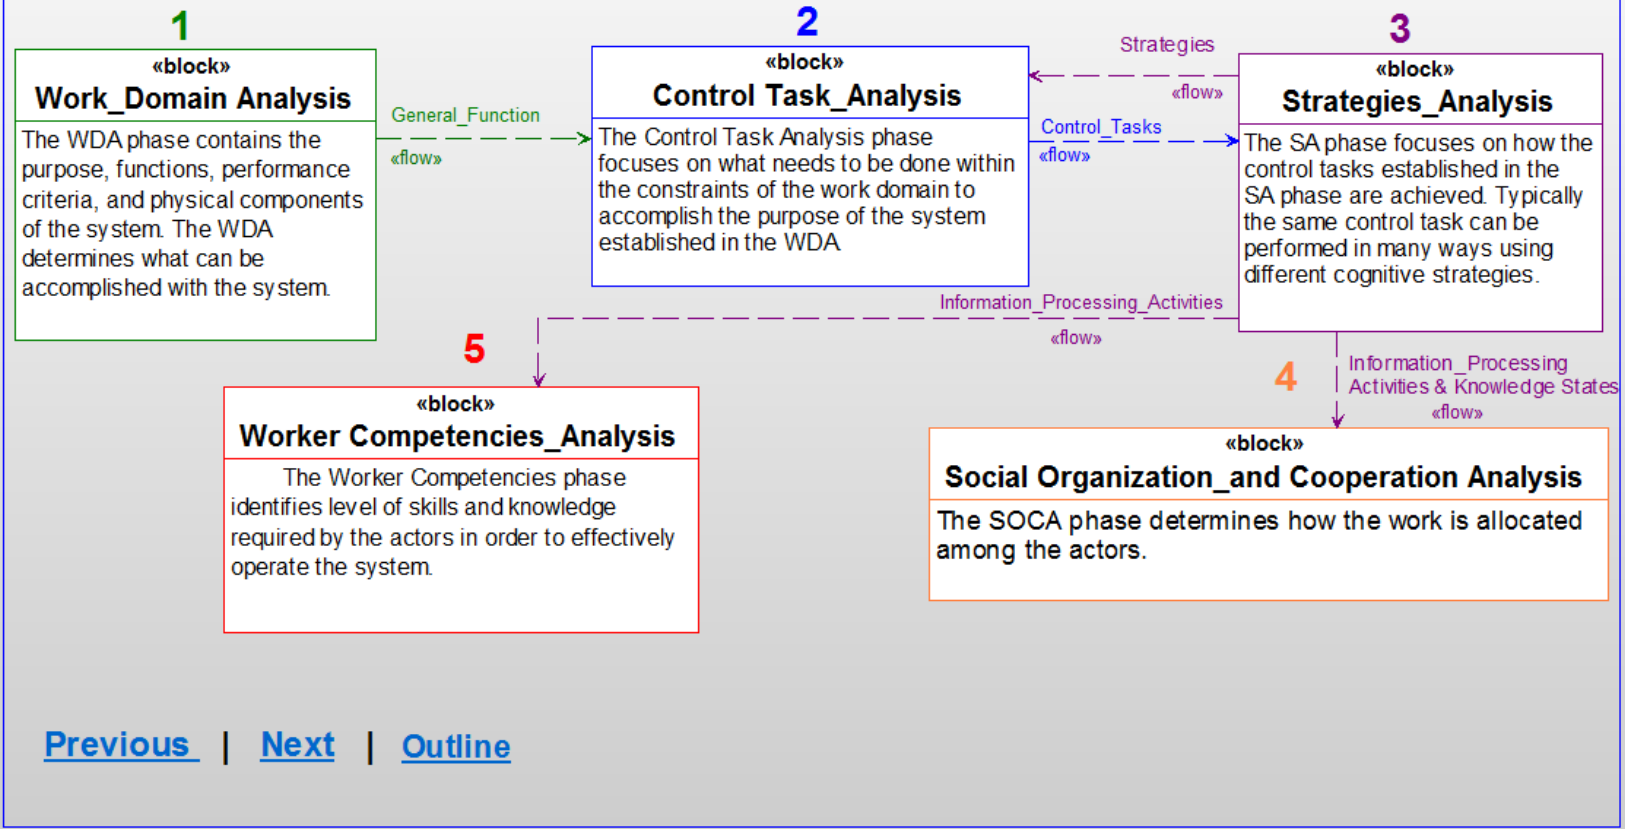 1
«block»
Work_Domain Analysis
The WDA phase contains the
purpose, functions, performance
criteria, and physical components
of the system. The WDA
determines what can be
accomplished with the system.
General_Function
«flow»
2
«block»
Control Task_Analysis
The Control Task Analysis phase
focuses on what needs to be done within
the constraints of the work domain to
accomplish the purpose of the system
established in the WDA
Strategies
«flow»
Control_Tasks
«flow»
3
«block»
Strategies_Analysis
The SA phase focuses on how the
control tasks established in the
SA phase are achieved. Typically
the same control task can be
performed in many ways using
different cognitive strategies.
Information_Processing_Activities
«flow»
Information_Processing
Activities & Knowledge States
«flow»
4
«block»
Social Organization_and Cooperation Analysis
The SOCA phase determines how the work is allocated
among the actors.
5
«block»
Worker Competencies_Analysis
The Worker Competencies phase
identifies level of skills and knowledge
required by the actors in order to effectively
operate the system.
Previous | Next | Outline